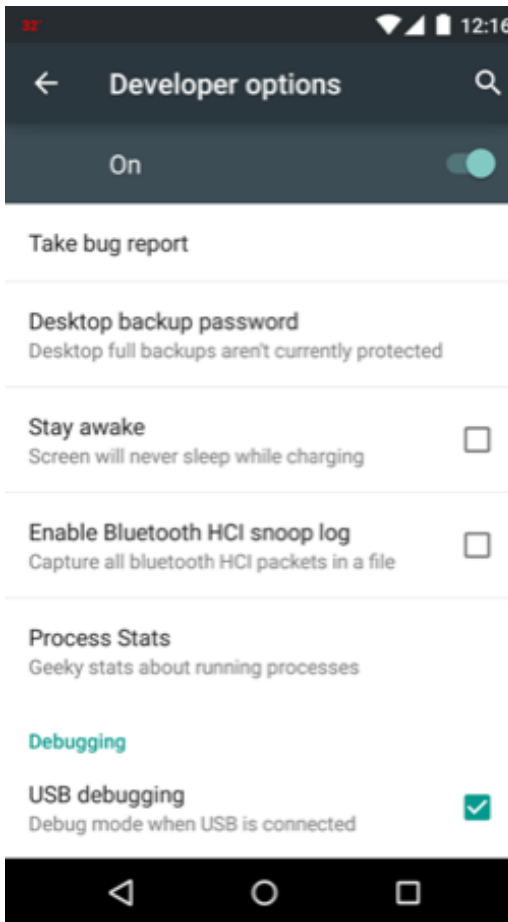 32°
12:16
Developer options
On
Take bug report
Desktop backup password
Desktop full backups aren't currently protected
Stay awake
Screen will never sleep while charging
Enable Bluetooth HCI snoop log
Capture all bluetooth HCI packets in a file
Process Stats
Geeky stats about running processes
Debugging
USB debugging
Debug mode when USB is connected